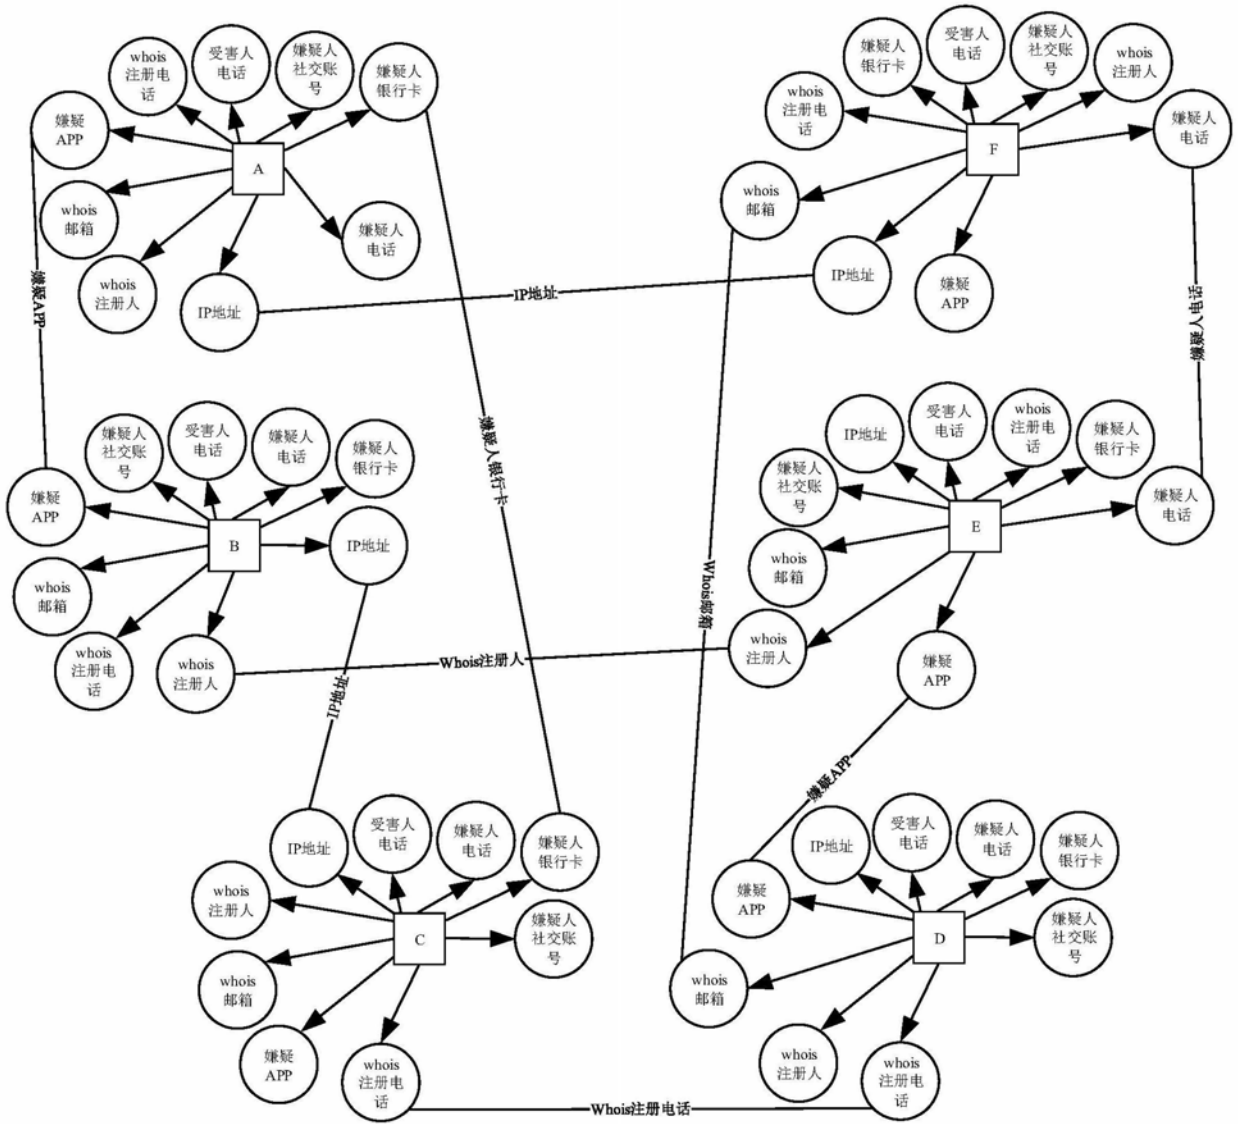 whois
注册电
话
受害人
电话
嫌疑人
社交账
号
嫌疑人
银行卡
嫌疑
APP
A
whois
邮箱
嫌疑人
电话
whois
注册人
IP地址
嫌疑人
银行卡
受害人
电话
嫌疑人
社交账
号
whois
注册人
whois
注册电
话
嫌疑人
电话
F
whois
邮箱
IP地址
嫌疑
APP
IP地址
嫌疑APP
嫌疑人银行卡
嫌疑人电话
嫌疑人
社交账
号
受害人
电话
嫌疑人
电话
嫌疑人
银行卡
嫌疑
APP
B
IP地址
whois
邮箱
whois
注册电
话
whois
注册人
IP地址
受害人
电话
whois
注册电
话
嫌疑人
银行卡
嫌疑人
社交账
号
嫌疑人
电话
E
whois
邮箱
whois
注册人
嫌疑
APP
Whois邮箱
Whois注册人
IP地址
嫌疑APP
IP地址
受害人
电话
嫌疑人
电话
嫌疑人
银行卡
whois
注册人
C
嫌疑人
社交账
号
whois
邮箱
嫌疑
APP
whois
注册电
话
IP地址
受害人
电话
嫌疑人
电话
嫌疑人
银行卡
嫌疑
APP
D
嫌疑人
社交账
号
whois
邮箱
whois
注册人
whois
注册电
话
Whois注册电话